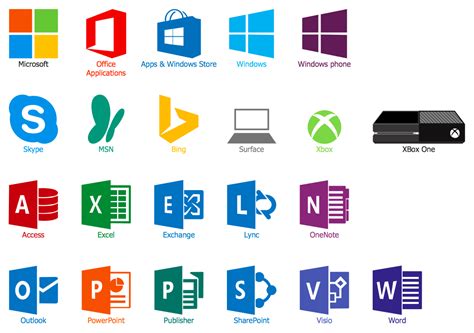 Microsoft
Office
Applications
Apps & Windows Store
Windows
Windows phone
Skype
MSN
Bing
Surface
Xbox
XBox One
A
X
E
L
N
Access
Excel
Exchange
Lync
OneNote
O
P
P
S
V
W
Outlook
PowerPoint
Publisher
SharePoint
Visio
Word